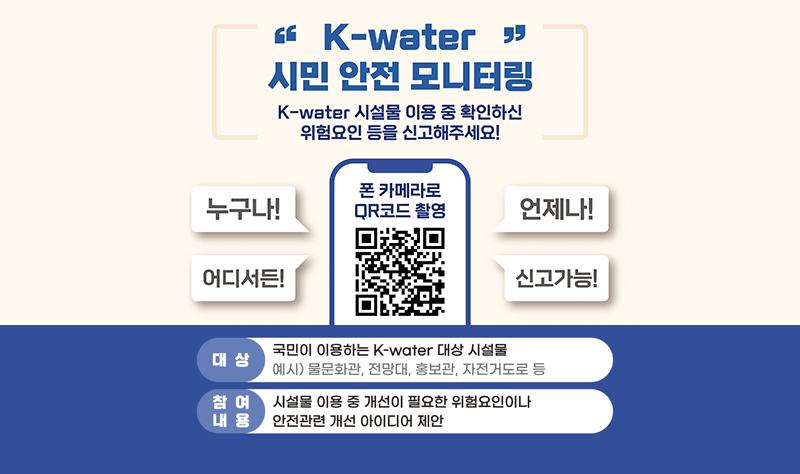 “ K-water ”
시민 안전 모니터링
K-water 시설물 이용 중 확인하신
위험요인 등을 신고해주세요!
폰 카메라로
QR코드 촬영
누구나!
언제나!
어디서든!
신고가능!
대 상
국민이 이용하는 K-water 대상 시설물
예시) 물문화관, 전망대, 홍보관, 자전거도로 등
참 여
내 용
시설물 이용 중 개선이 필요한 위험요인이나
안전관련 개선 아이디어 제안